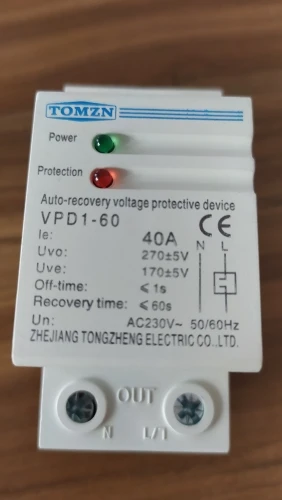 TOMZN
Power
Protection
Auto-recovery voltage protective device
VPD1-60
Ie: 40A N L
Uvo: 270±5V
Uve: 170±5V
Off-time: ⩽1s
Recovery time: ⩽60s
Un: AC230V~ 50/60Hz
ZHEJIANG TONGZHENG ELECTRIC CO.,LTD.
OUT
N L/1